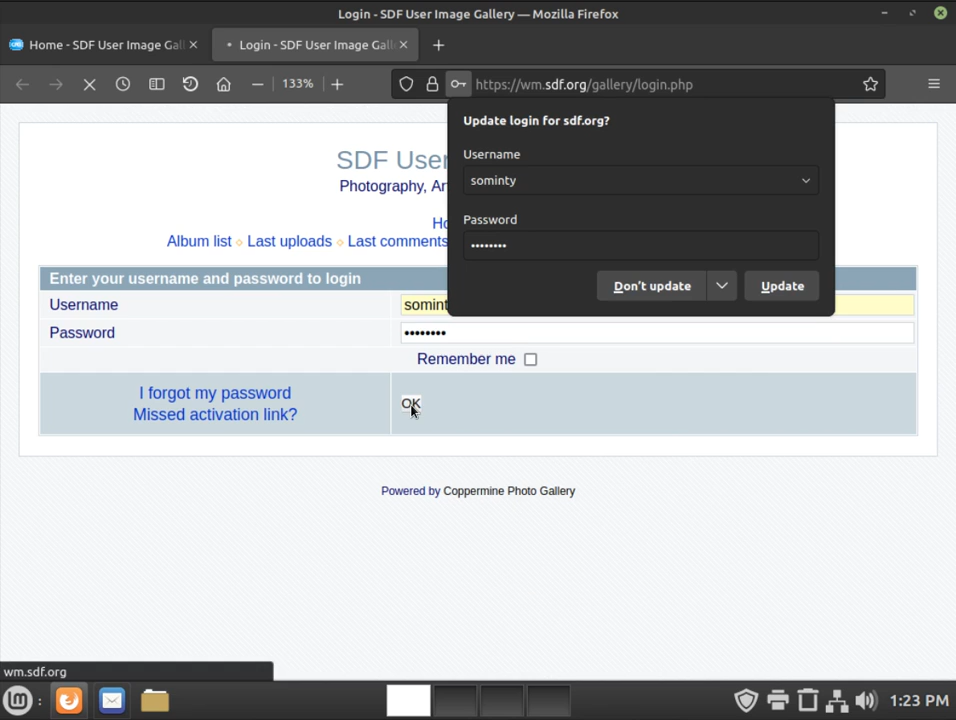 Login - SDF User Image Gallery — Mozilla Firefox
Home - SDF User Image Gall
Login - SDF User Image Gall
133%
https://wm.sdf.org/gallery/login.php
Update login for sdf.org?
Username
sominty
Password
••••••••
Don't update
Update
SDF User
Photography, Ar
Ho
Album list Last uploads Last comments
Enter your username and password to login
Username
sominty
Password
••••••••
Remember me
I forgot my password
Missed activation link?
OK
Powered by Coppermine Photo Gallery
wm.sdf.org
1:23 PM